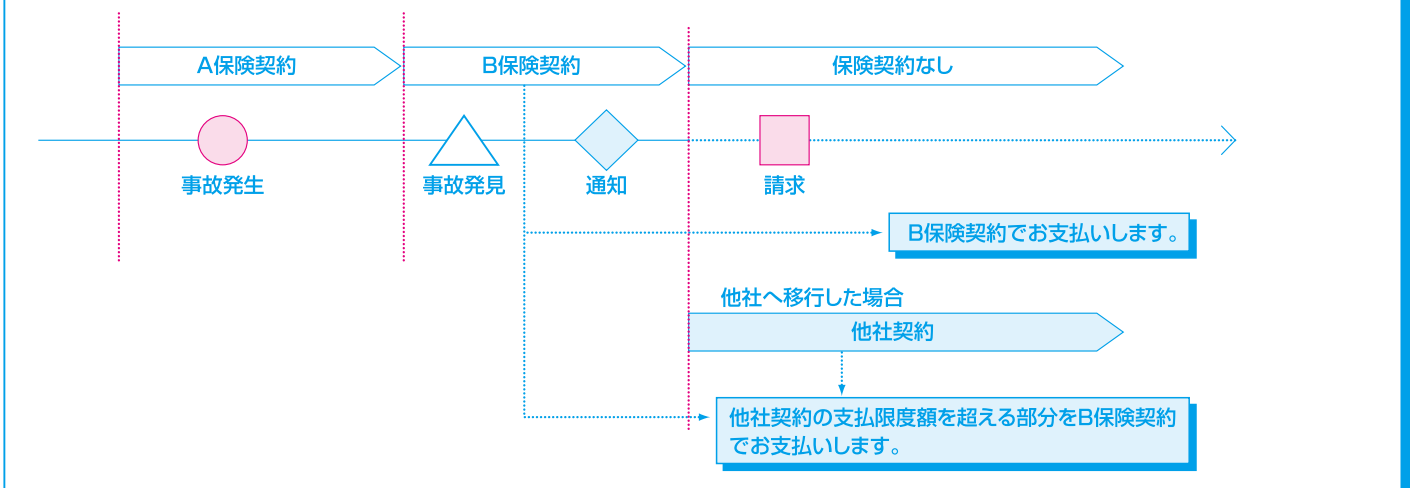 A保険契約
B保険契約
保険契約なし
事故発生
事故発見
通知
請求
B保険契約でお支払いします。
他社へ移行した場合
他社契約
他社契約の支払限度額を超える部分をB保険契約
でお支払いします。